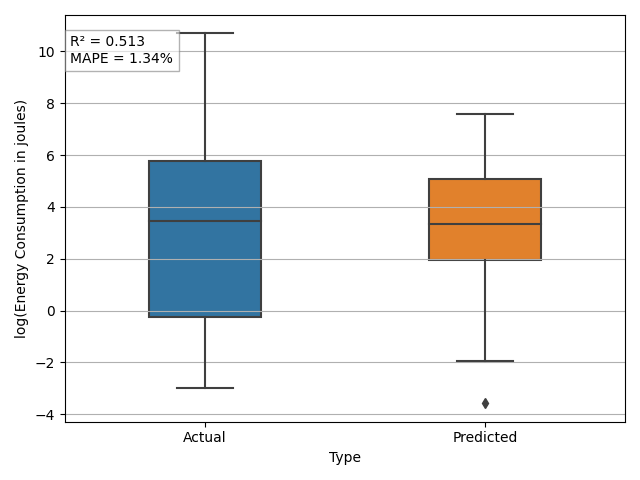 R² = 0.513
MAPE = 1.34%
10
8
6
4
2
0
−2
−4
log(Energy Consumption in joules)
Actual
Predicted
Type